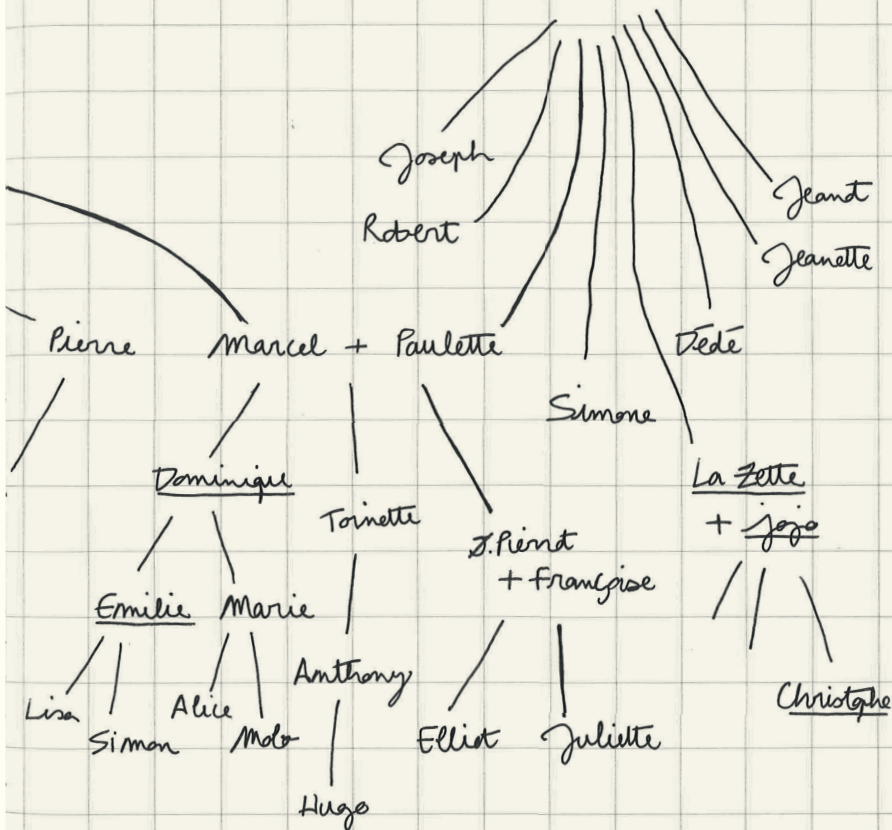 Joseph
Jeanot
Robert
Jeanette
Pierre
Marcel + Paulette
Dédé
Simone
Dominique
La Zette
Toinette
+ jojo
J.Pierrot
+ Françoise
Emilie
Marie
Anthony
Christophe
Lisa
Alice
Simon
Elliot
Juliette
Hugo